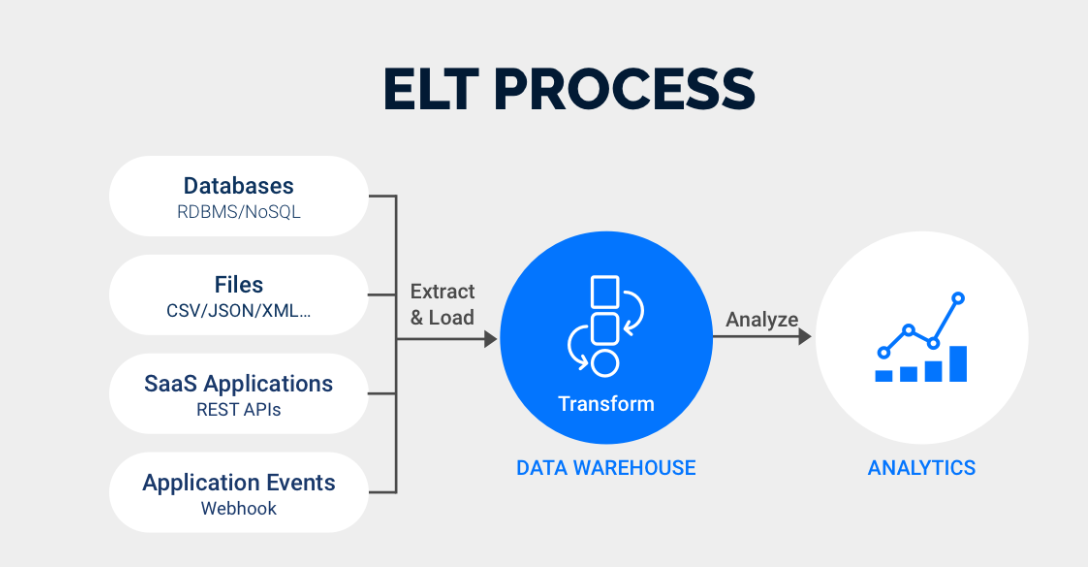 ELT PROCESS
Databases
RDBMS/NoSQL
Files
CSV/JSON/XML...
SaaS Applications
REST APIs
Application Events
Webhook
Extract
& Load
Transform
DATA WAREHOUSE
Analyze
ANALYTICS